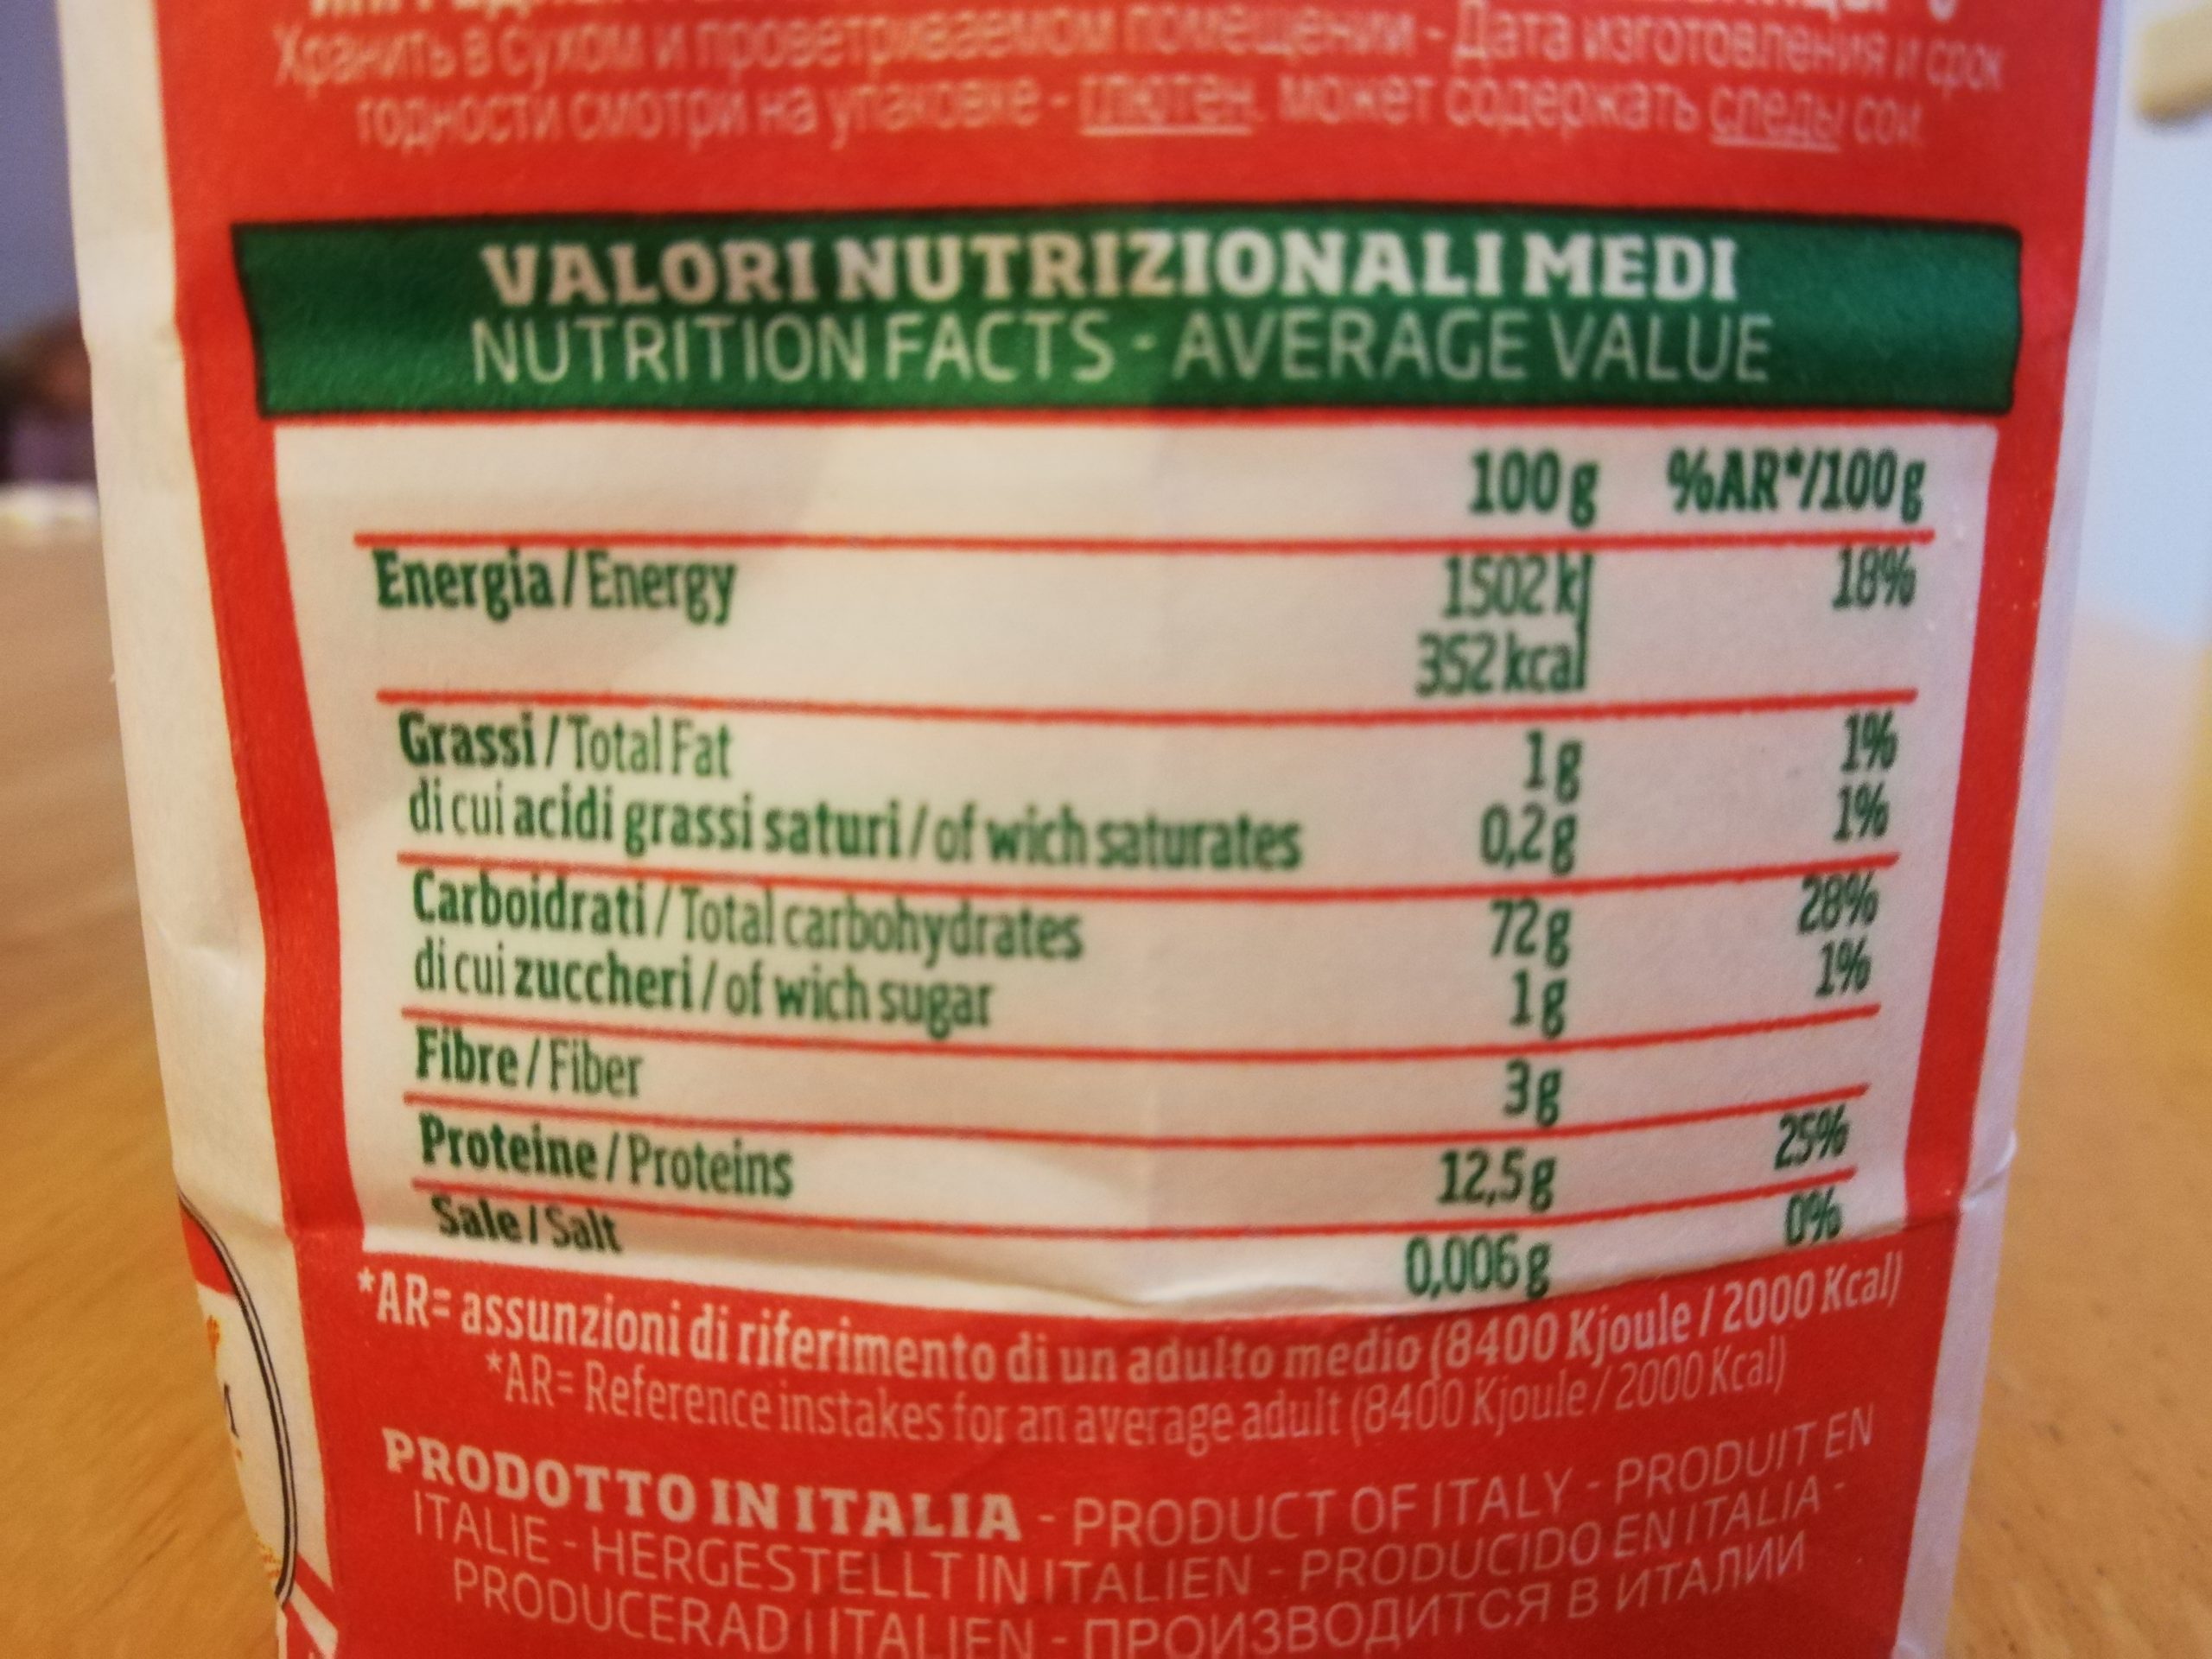 Хранить в сухом и проветриваемом помещении - Дата изготовления и срок
годности смотри на упаковке - глютен, может содержать следы сои.
VALORI NUTRIZIONALI MEDI
NUTRITION FACTS - AVERAGE VALUE
100 g %AR*/100 g
Energia / Energy 1502 kJ 18%
352 kcal
Grassi / Total Fat 1 g 1%
di cui acidi grassi saturi / of wich saturates 0,2 g 1%
Carboidrati / Total carbohydrates 72 g 28%
di cui zuccheri / of wich sugar 1 g 1%
Fibre / Fiber 3 g
Proteine / Proteins 12,5 g 25%
Sale / Salt 0,006 g 0%
*AR= assunzioni di riferimento di un adulto medio (8400 Kjoule / 2000 Kcal)
*AR= Reference instakes for an average adult (8400 Kjoule / 2000 Kcal)
PRODOTTO IN ITALIA - PRODUCT OF ITALY - PRODUIT EN
ITALIE - HERGESTELLT IN ITALIEN - PRODUCIDO EN ITALIA -
PRODUCERAD I ITALIEN - ПРОИЗВОДИТСЯ В ИТАЛИИ